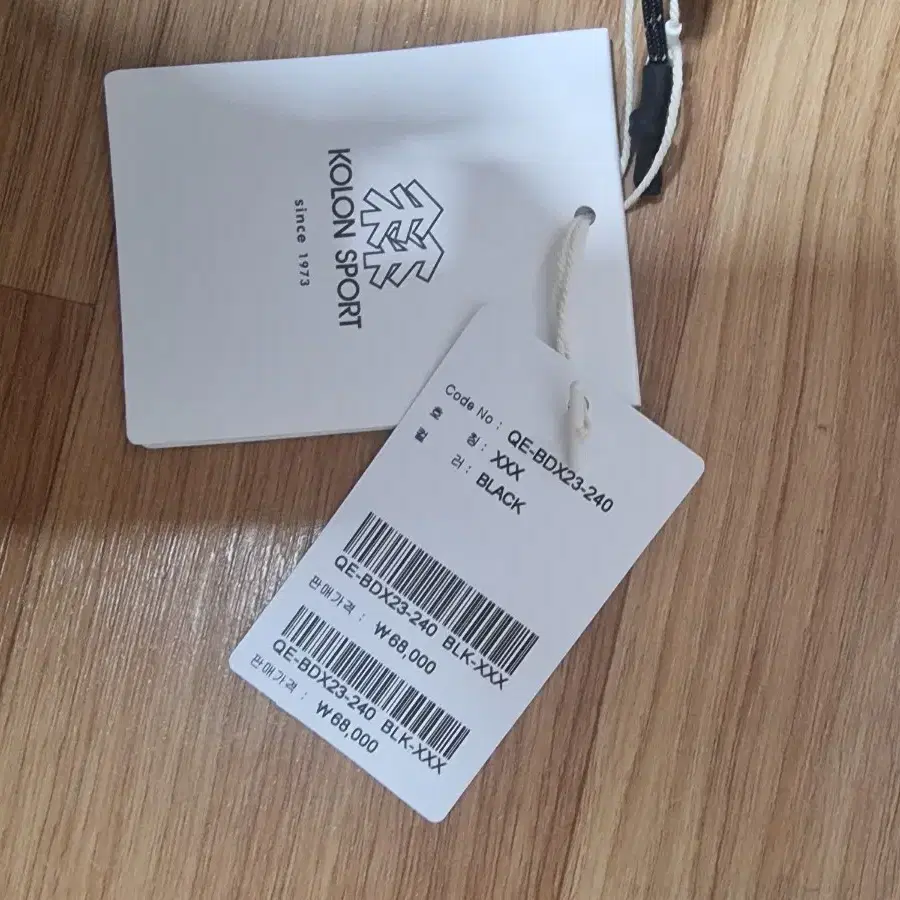 KOLON SPORT
since 1973
Code No : QE-BDX23-240
호 칭 : XXX
컬 러 : BLACK
QE-BDX23-240 BLK-XXX
판매가격 : ₩68,000
QE-BDX23-240 BLK-XXX
판매가격 : ₩68,000